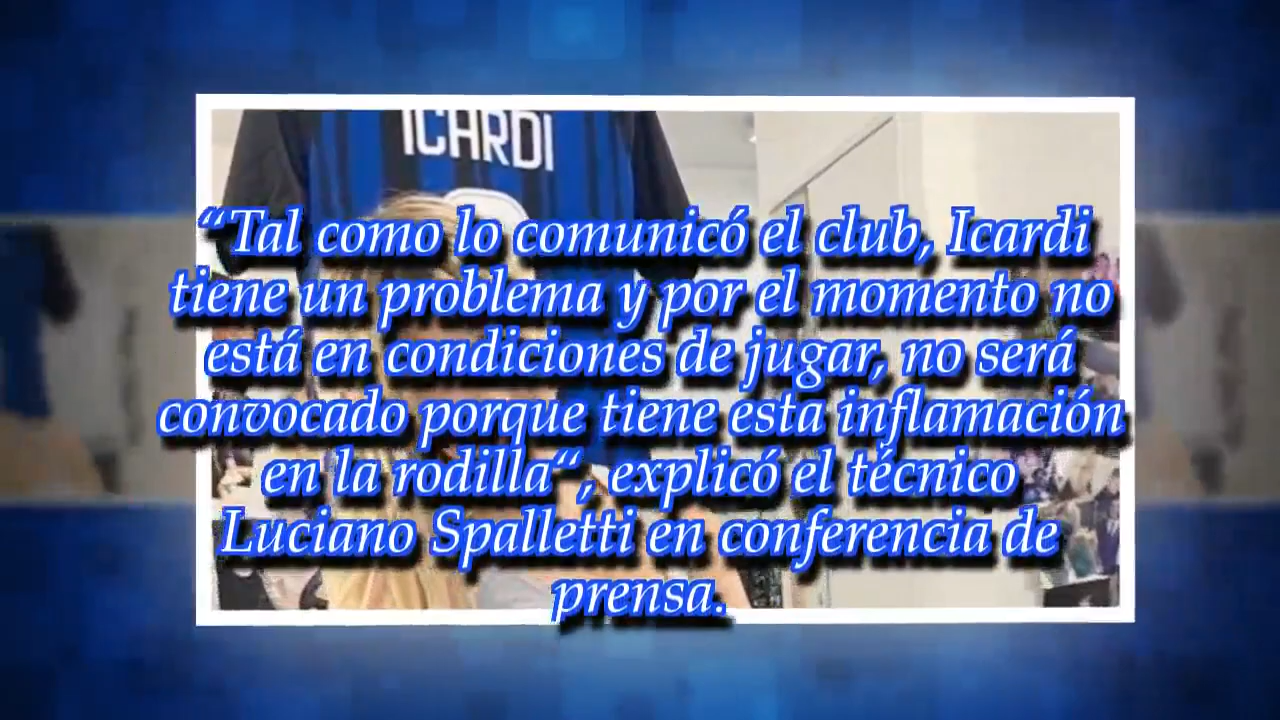 ICARDI
“Tal como lo comunicó el club, Icardi
tiene un problema y por el momento no
está en condiciones de jugar, no será
convocado porque tiene esta inflamación
en la rodilla“, explicó el técnico
Luciano Spalletti en conferencia de
prensa.